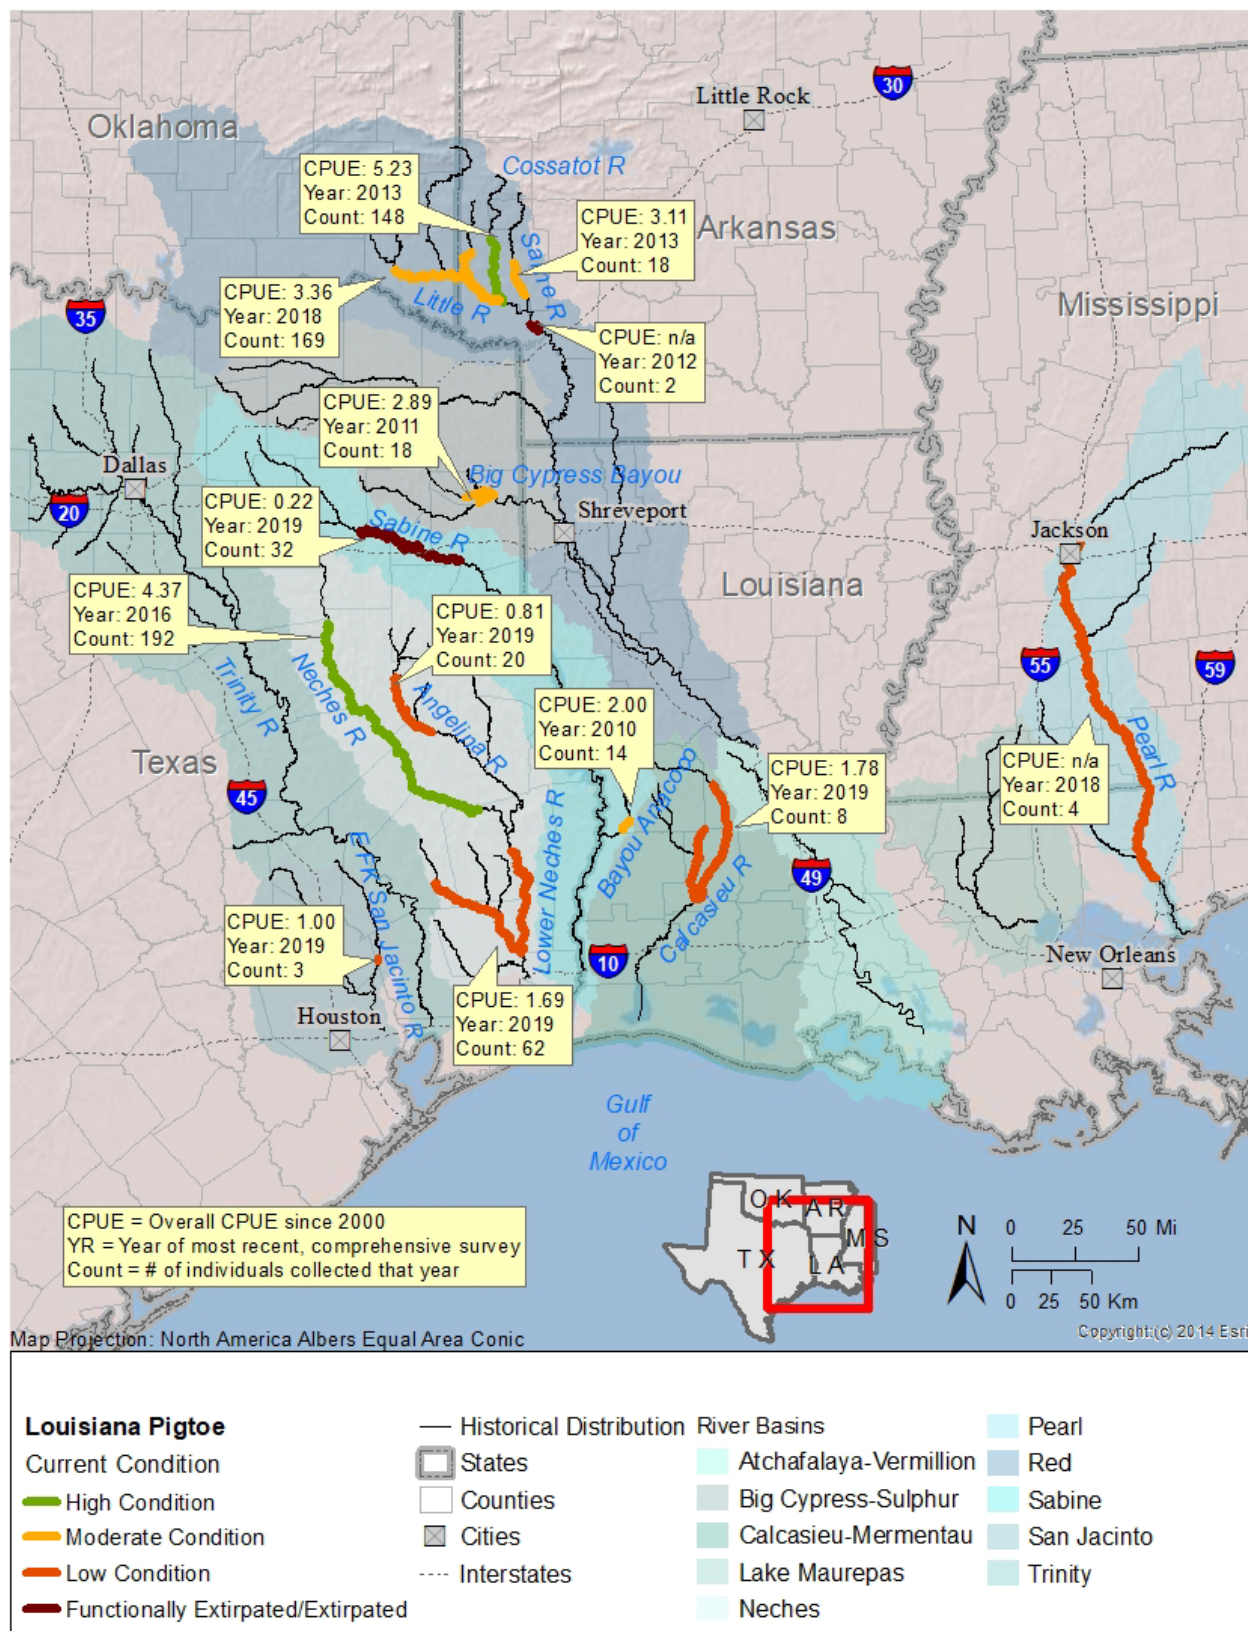 Little Rock
30
Oklahoma
CPUE: 5.23
Year: 2013
Count: 148
Cossatot R
CPUE: 3.11
Year: 2013
Count: 18
Arkansas
Saline R
CPUE: 3.36
Year: 2018
Count: 169
Little R
Mississippi
35
CPUE: n/a
Year: 2012
Count: 2
CPUE: 2.89
Year: 2011
Count: 18
Dallas
Big Cypress Bayou
20
CPUE: 0.22
Year: 2019
Count: 32
Sabine R
Shreveport
Jackson
CPUE: 4.37
Year: 2016
Count: 192
CPUE: 0.81
Year: 2019
Count: 20
Louisiana
55
59
Trinity R
Neches R
Angelina R
CPUE: 2.00
Year: 2010
Count: 14
Pearl R
Texas
CPUE: n/a
Year: 2018
Count: 4
CPUE: 1.78
Year: 2019
Count: 8
45
Lower Neches R
Bayou Anacoco
E FK San Jacinto R
Calcasieu R
49
CPUE: 1.00
Year: 2019
Count: 3
10
New Orleans
CPUE: 1.69
Year: 2019
Count: 62
Houston
Gulf
of
Mexico
CPUE = Overall CPUE since 2000
YR = Year of most recent, comprehensive survey
Count = # of individuals collected that year
OK
AR
MS
TX
LA
N
0 25 50 Mi
0 25 50 Km
Map Projection: North America Albers Equal Area Conic
Copyright:(c) 2014 Esri
Louisiana Pigtoe
Current Condition
High Condition
Moderate Condition
Low Condition
Functionally Extirpated/Extirpated
Historical Distribution
States
Counties
Cities
Interstates
River Basins
Atchafalaya-Vermillion
Big Cypress-Sulphur
Calcasieu-Mermentau
Lake Maurepas
Neches
Pearl
Red
Sabine
San Jacinto
Trinity